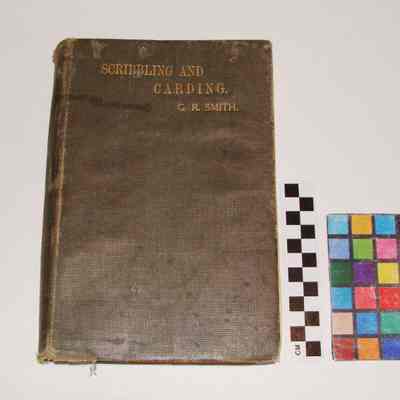 SCRIBBLING AND
CARDING.
C. R. SMITH.
CM